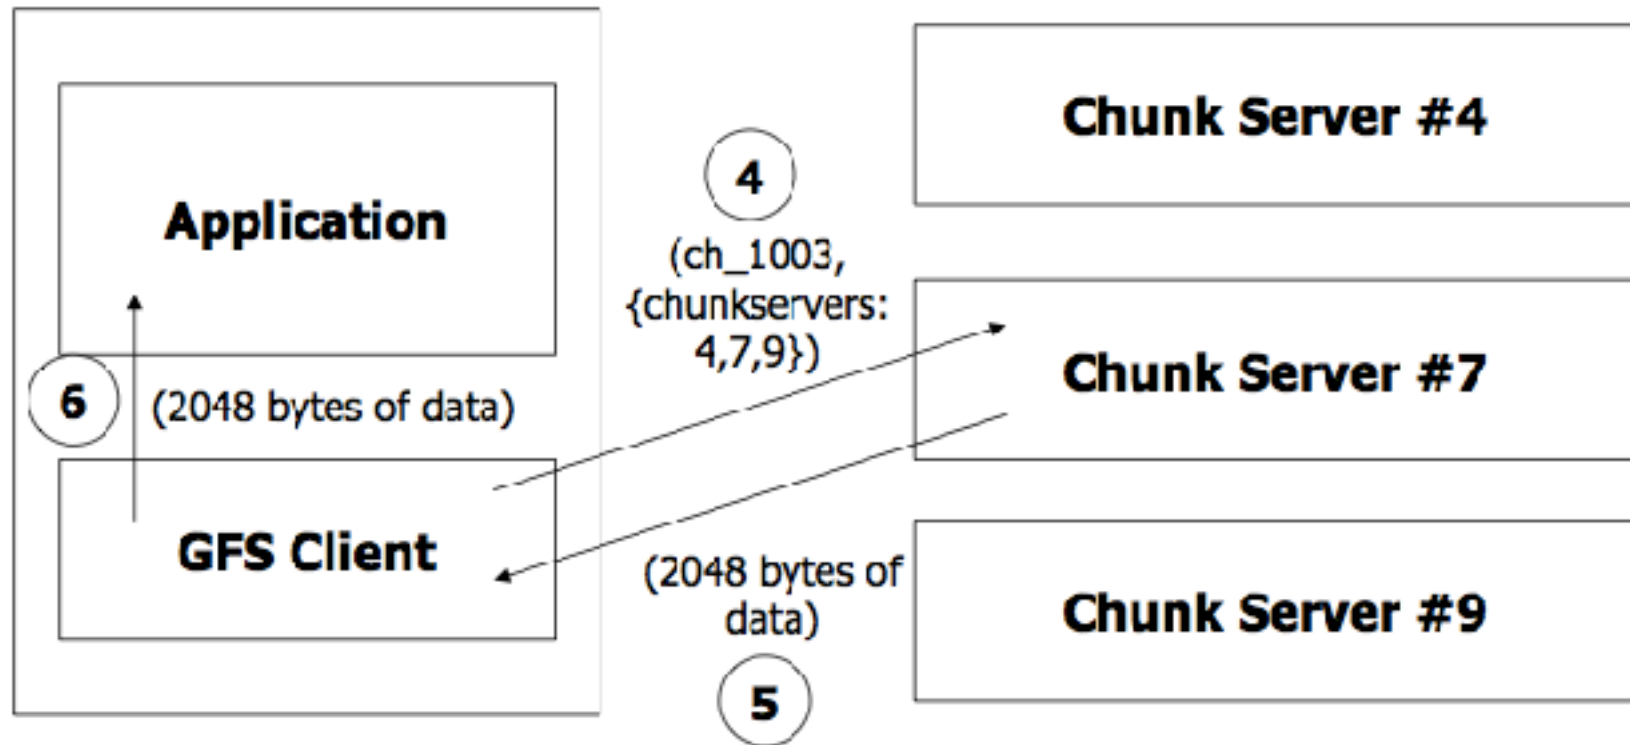 Application
6
(2048 bytes of data)
GFS Client
4
(ch_1003,
{chunkservers:
4,7,9})
(2048 bytes of
data)
5
Chunk Server #4
Chunk Server #7
Chunk Server #9